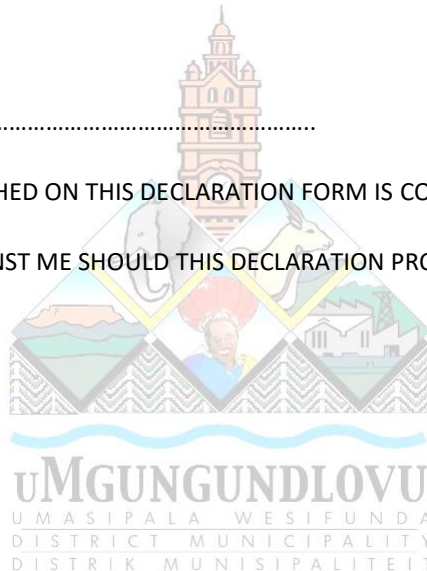 ………………………………………………..
HED ON THIS DECLARATION FORM IS CO
NST ME SHOULD THIS DECLARATION PRO
uMGUNGUNDLOVU
UMASIPALA WESIFUNDA
DISTRICT MUNICIPALITY
DISTRIK MUNISIPALITEIT